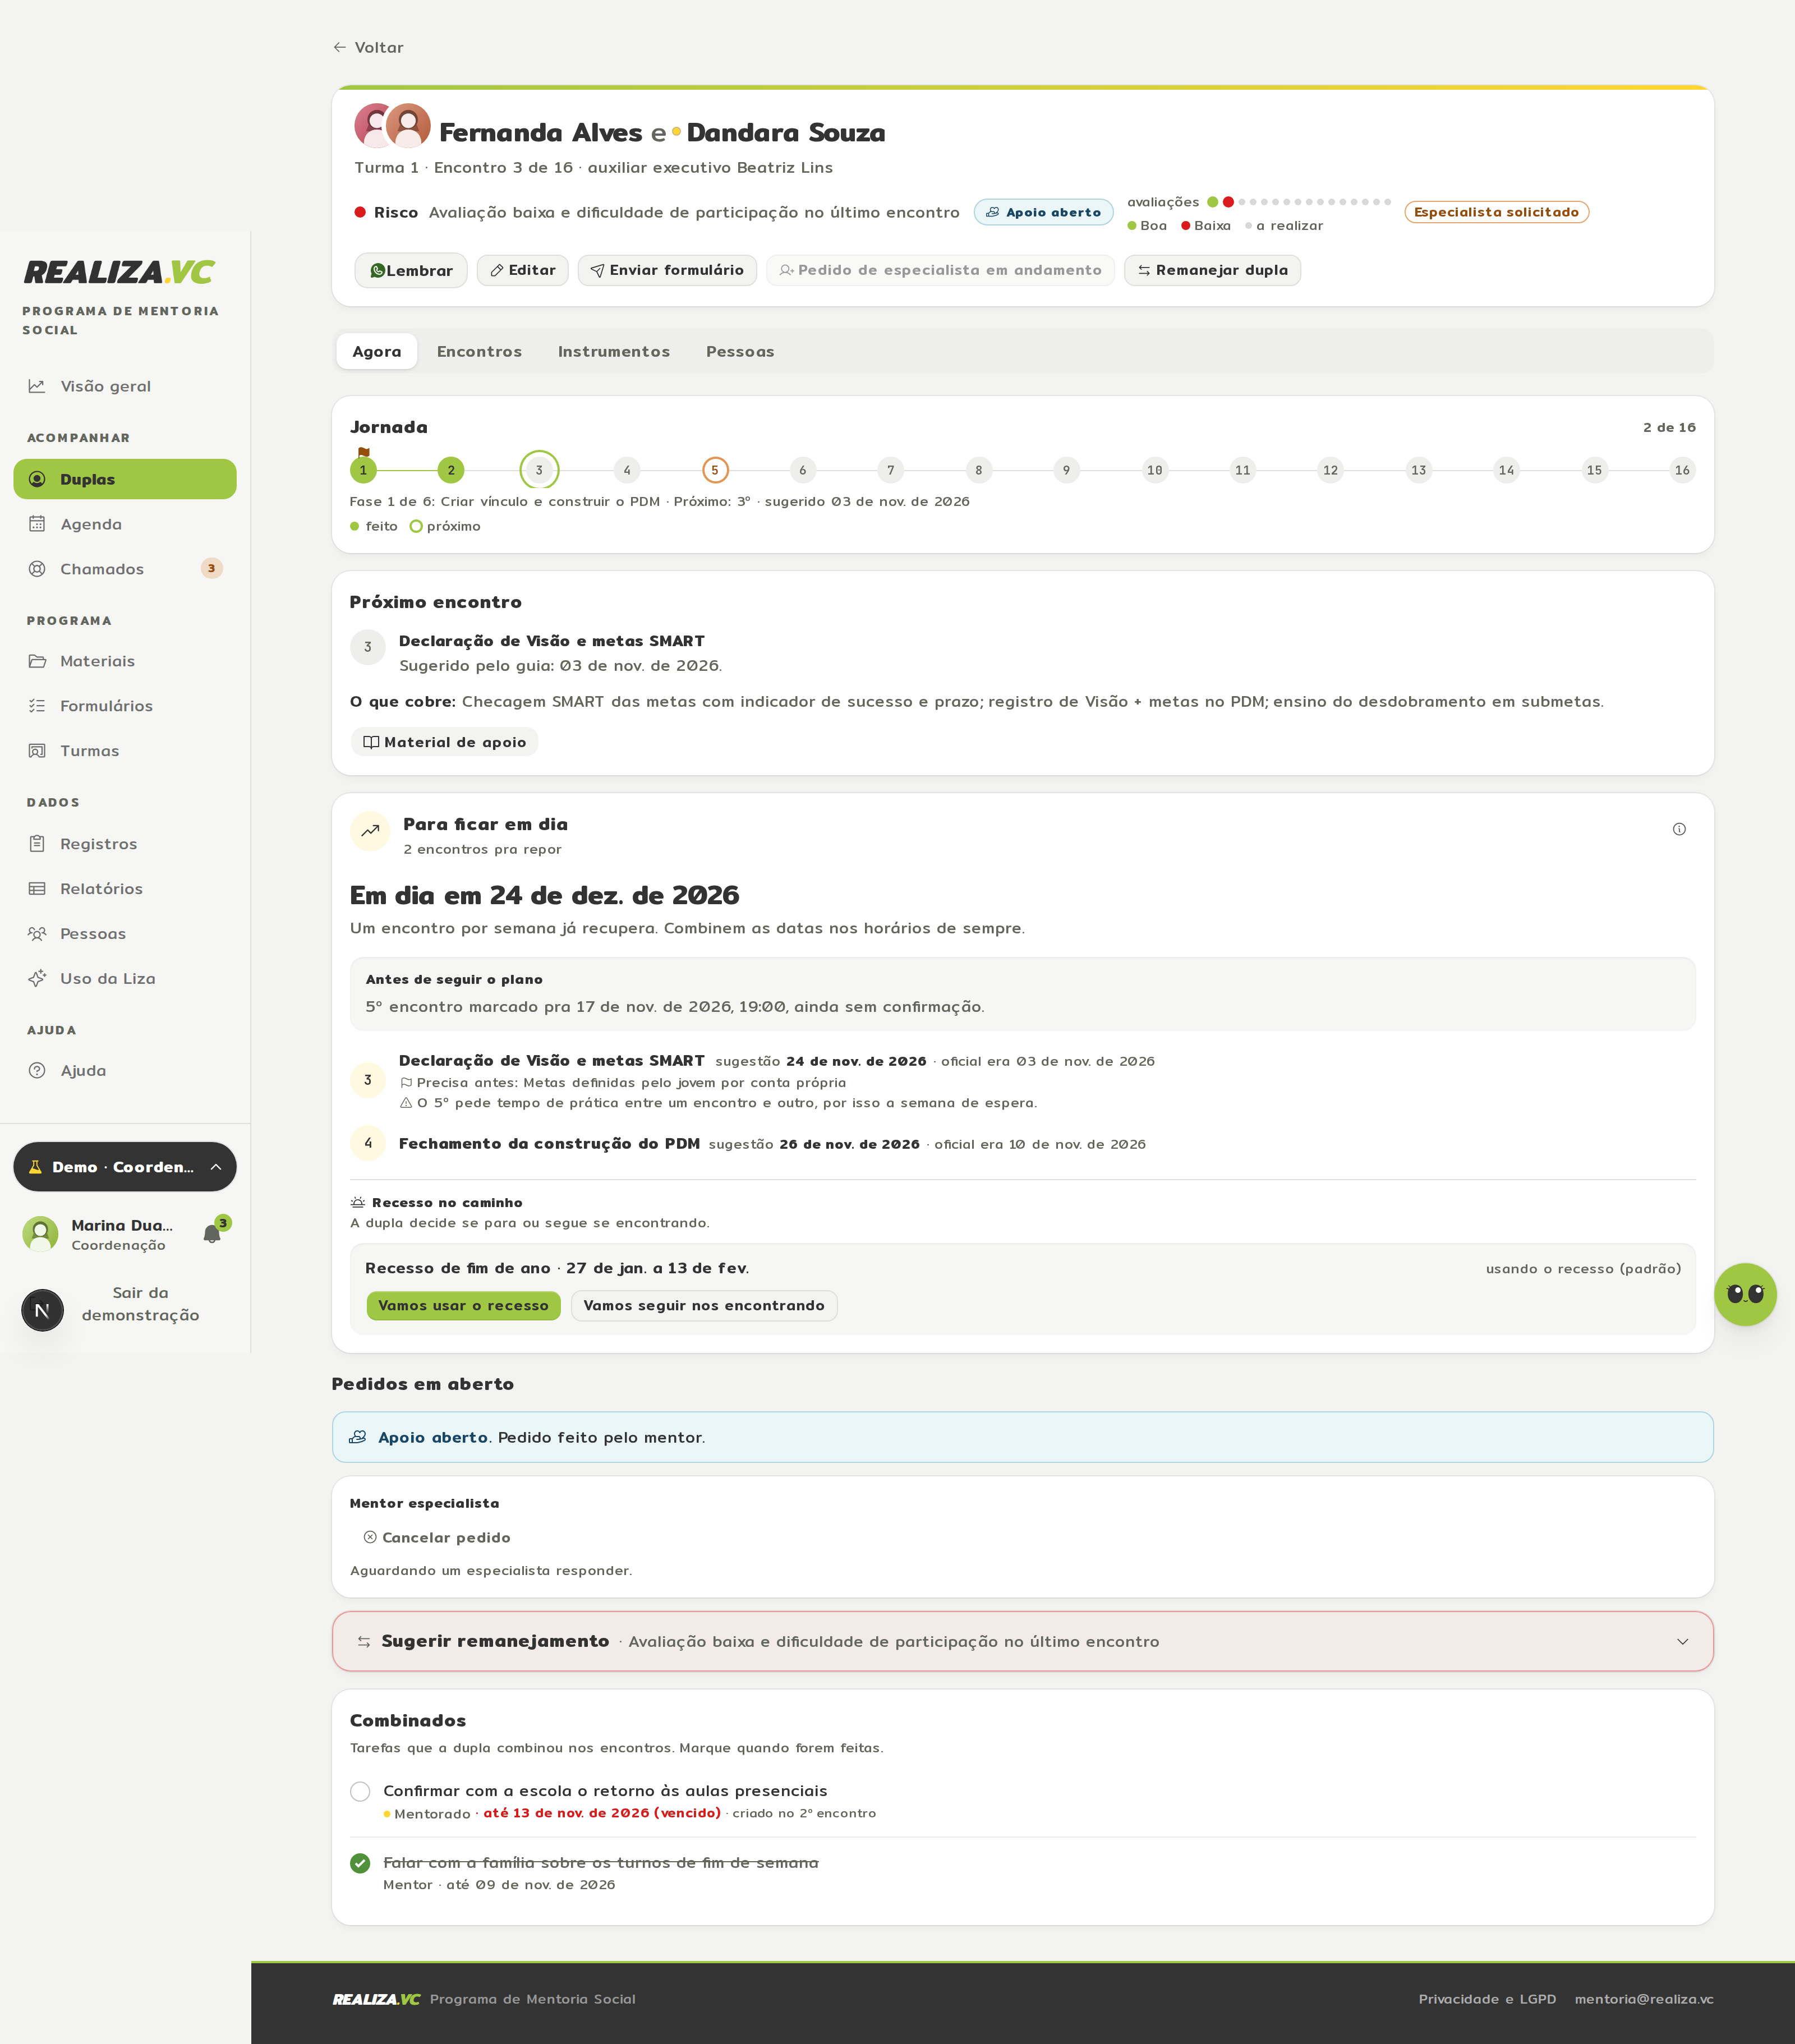 Voltar
Fernanda Alves e Dandara Souza
Turma 1 · Encontro 3 de 16 · auxiliar executivo Beatriz Lins
Risco Avaliação baixa e dificuldade de participação no último encontro
Apoio aberto
avaliações
Boa Baixa a realizar
Especialista solicitado
Lembrar
Editar
Enviar formulário
Pedido de especialista em andamento
Remanejar dupla
REALIZA.VC
PROGRAMA DE MENTORIA
SOCIAL
Visão geral
ACOMPANHAR
Duplas
Agenda
Chamados 3
PROGRAMA
Materiais
Formulários
Turmas
DADOS
Registros
Relatórios
Pessoas
Uso da Liza
AJUDA
Ajuda
Demo · Coorden...
Marina Dua...
Coordenação
3
N
Sair da
demonstração
Agora Encontros Instrumentos Pessoas
Jornada
2 de 16
1 2 3 4 5 6 7 8 9 10 11 12 13 14 15 16
Fase 1 de 6: Criar vínculo e construir o PDM · Próximo: 3º · sugerido 03 de nov. de 2026
feito próximo
Próximo encontro
3
Declaração de Visão e metas SMART
Sugerido pelo guia: 03 de nov. de 2026.
O que cobre: Checagem SMART das metas com indicador de sucesso e prazo; registro de Visão + metas no PDM; ensino do desdobramento em submetas.
Material de apoio
Para ficar em dia
2 encontros pra repor
Em dia em 24 de dez. de 2026
Um encontro por semana já recupera. Combinem as datas nos horários de sempre.
Antes de seguir o plano
5º encontro marcado pra 17 de nov. de 2026, 19:00, ainda sem confirmação.
3
Declaração de Visão e metas SMART sugestão 24 de nov. de 2026 · oficial era 03 de nov. de 2026
Precisa antes: Metas definidas pelo jovem por conta própria
O 5º pede tempo de prática entre um encontro e outro, por isso a semana de espera.
4
Fechamento da construção do PDM sugestão 26 de nov. de 2026 · oficial era 10 de nov. de 2026
Recesso no caminho
A dupla decide se para ou segue se encontrando.
Recesso de fim de ano · 27 de jan. a 13 de fev.
usando o recesso (padrão)
Vamos usar o recesso
Vamos seguir nos encontrando
Pedidos em aberto
Apoio aberto. Pedido feito pelo mentor.
Mentor especialista
Cancelar pedido
Aguardando um especialista responder.
Sugerir remanejamento · Avaliação baixa e dificuldade de participação no último encontro
Combinados
Tarefas que a dupla combinou nos encontros. Marque quando forem feitas.
Confirmar com a escola o retorno às aulas presenciais
Mentorado · até 13 de nov. de 2026 (vencido) · criado no 2º encontro
Falar com a família sobre os turnos de fim de semana
Mentor · até 09 de nov. de 2026
REALIZA.VC Programa de Mentoria Social
Privacidade e LGPD mentoria@realiza.vc